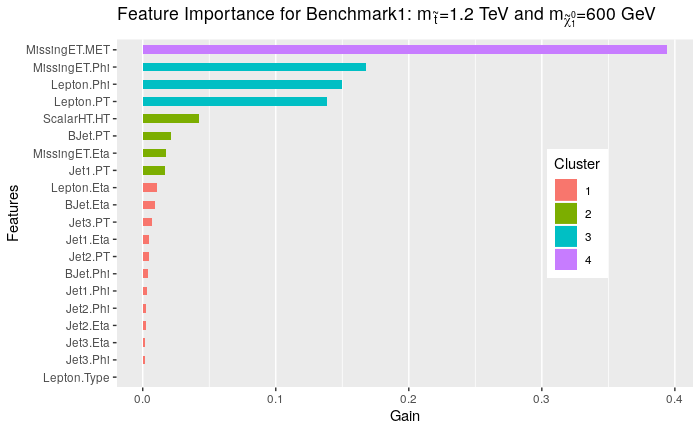 Feature Importance for Benchmark1: m_t̃=1.2 TeV and m_χ̃⁰₁=600 GeV
MissingET.MET
MissingET.Phi
Lepton.Phi
Lepton.PT
ScalarHT.HT
BJet.PT
MissingET.Eta
Jet1.PT
Lepton.Eta
BJet.Eta
Jet3.PT
Jet1.Eta
Jet2.PT
BJet.Phi
Jet1.Phi
Jet2.Phi
Jet2.Eta
Jet3.Eta
Jet3.Phi
Lepton.Type
Features
Cluster
1
2
3
4
0.0 0.1 0.2 0.3 0.4
Gain